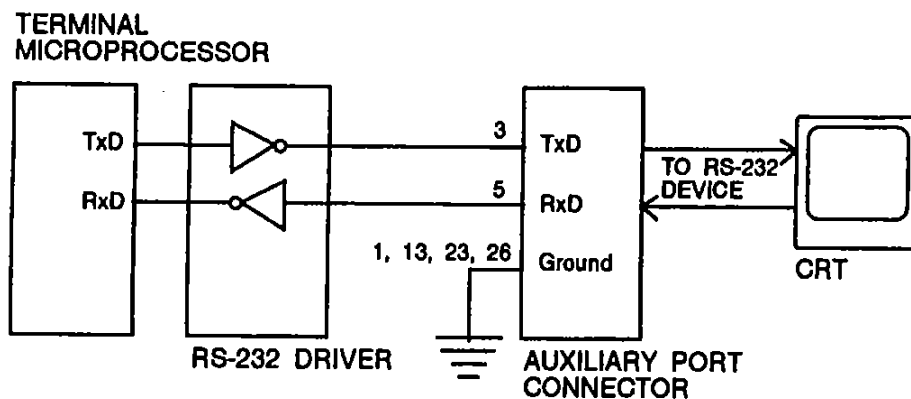 TERMINAL
MICROPROCESSOR
TxD
3
TxD
RxD
5
RxD
TO RS-232
DEVICE
1, 13, 23, 26
Ground
CRT
RS-232 DRIVER
AUXILIARY PORT
CONNECTOR